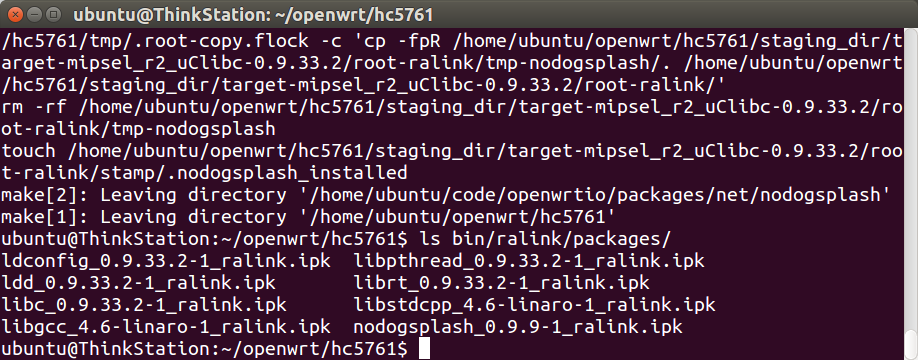 ubuntu@ThinkStation: ~/openwrt/hc5761
/hc5761/tmp/.root-copy.flock -c 'cp -fpR /home/ubuntu/openwrt/hc5761/staging_dir/t
arget-mipsel_r2_uClibc-0.9.33.2/root-ralink/tmp-nodogsplash/. /home/ubuntu/openwrt
/hc5761/staging_dir/target-mipsel_r2_uClibc-0.9.33.2/root-ralink/'
rm -rf /home/ubuntu/openwrt/hc5761/staging_dir/target-mipsel_r2_uClibc-0.9.33.2/ro
ot-ralink/tmp-nodogsplash
touch /home/ubuntu/openwrt/hc5761/staging_dir/target-mipsel_r2_uClibc-0.9.33.2/roo
t-ralink/stamp/.nodogsplash_installed
make[2]: Leaving directory '/home/ubuntu/code/openwrtio/packages/net/nodogsplash'
make[1]: Leaving directory '/home/ubuntu/openwrt/hc5761'
ubuntu@ThinkStation:~/openwrt/hc5761$ ls bin/ralink/packages/
ldconfig_0.9.33.2-1_ralink.ipk  libpthread_0.9.33.2-1_ralink.ipk
ldd_0.9.33.2-1_ralink.ipk       librt_0.9.33.2-1_ralink.ipk
libc_0.9.33.2-1_ralink.ipk      libstdcpp_4.6-linaro-1_ralink.ipk
libgcc_4.6-linaro-1_ralink.ipk  nodogsplash_0.9.9-1_ralink.ipk
ubuntu@ThinkStation:~/openwrt/hc5761$